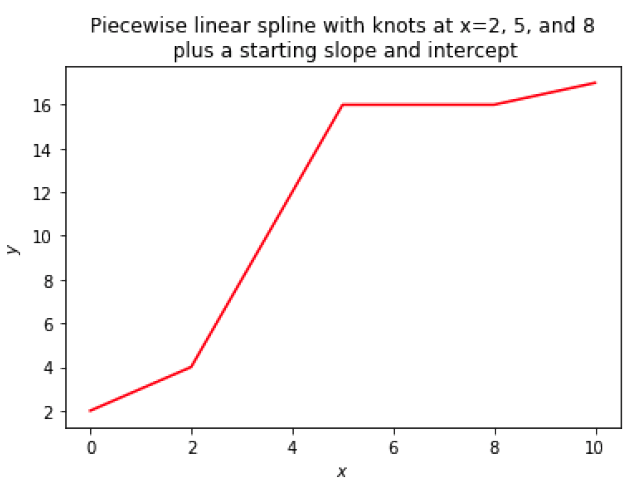 Piecewise linear spline with knots at x=2, 5, and 8
plus a starting slope and intercept
16
14
12
10
8
6
4
2
y
0 2 4 6 8 10
x